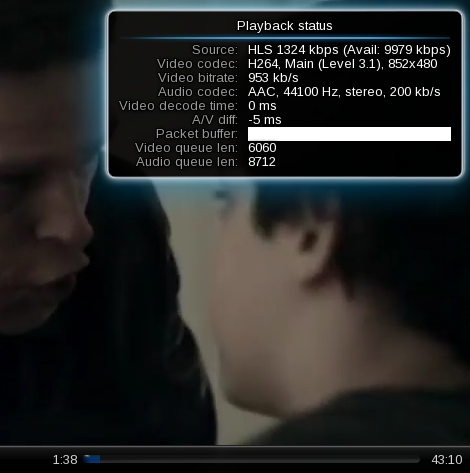 Playback status
Source: HLS 1324 kbps (Avail: 9979 kbps)
Video codec: H264, Main (Level 3.1), 852x480
Video bitrate: 953 kb/s
Audio codec: AAC, 44100 Hz, stereo, 200 kb/s
Video decode time: 0 ms
A/V diff: -5 ms
Packet buffer:
Video queue len: 6060
Audio queue len: 8712
1:38 43:10